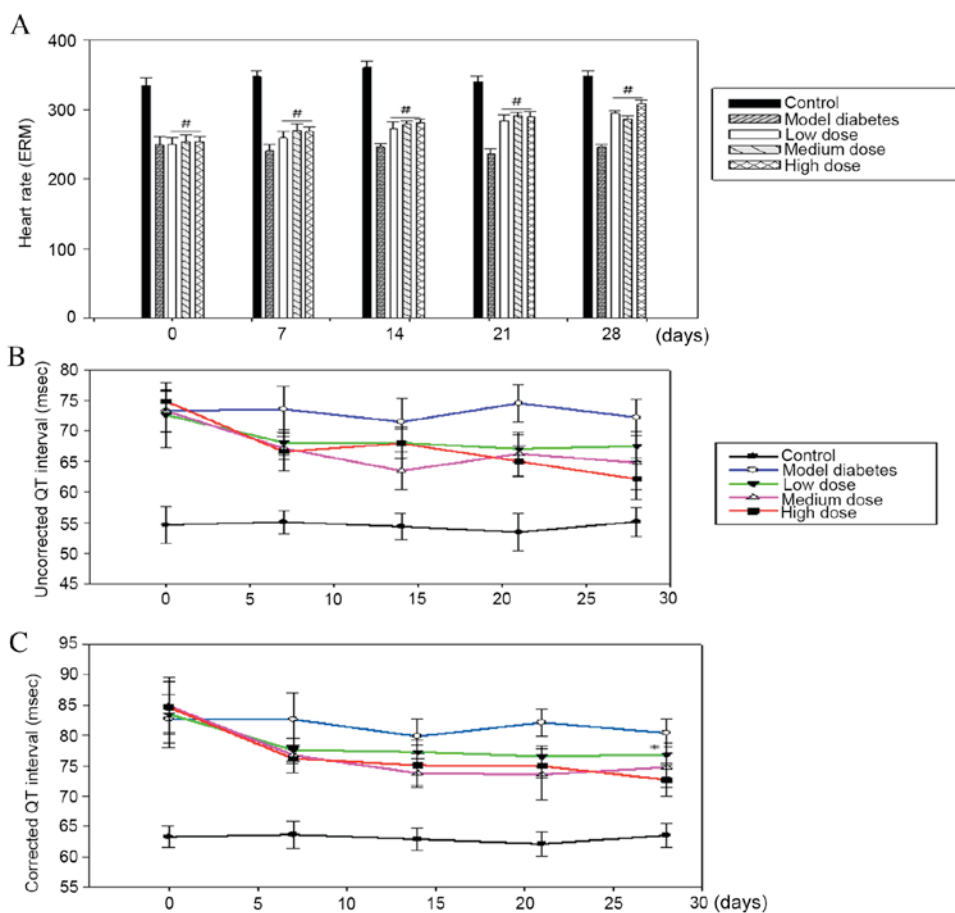 A
Heart rate (ERM)
400
300
200
100
0
# # # # #
0 7 14 21 28 (days)
Control
Model diabetes
Low dose
Medium dose
High dose
B
Uncorrected QT interval (msec)
80
75
70
65
60
55
50
45
0 5 10 15 20 25 30
Control
Model diabetes
Low dose
Medium dose
High dose
C
Corrected QT interval (msec)
95
90
85
80
75
70
65
60
55
*
0 5 10 15 20 25 30 (days)